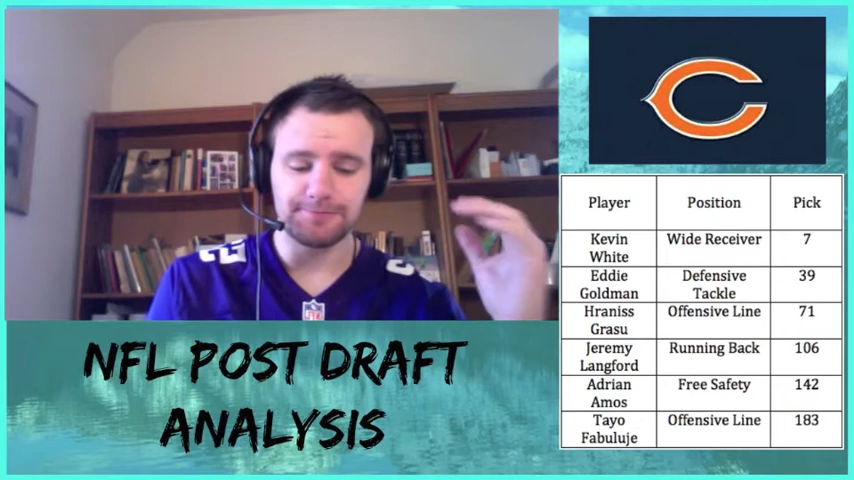 NFL POST DRAFT
ANALYSIS
Player Position Pick
Kevin White Wide Receiver 7
Eddie Goldman Defensive Tackle 39
Hraniss Grasu Offensive Line 71
Jeremy Langford Running Back 106
Adrian Amos Free Safety 142
Tayo Fabuluje Offensive Line 183